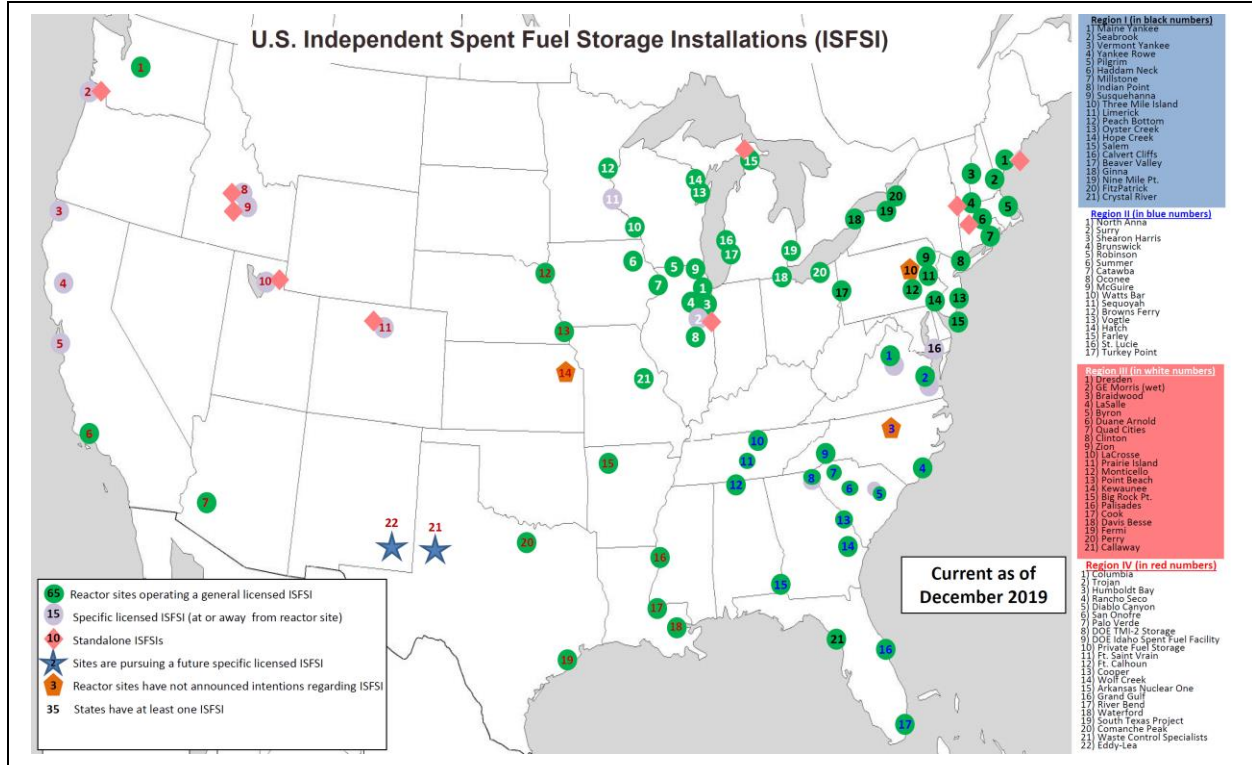 U.S. Independent Spent Fuel Storage Installations (ISFSI)
65 Reactor sites operating a general licensed ISFSI
15 Specific licensed ISFSI (at or away from reactor site)
10 Standalone ISFSIs
2 Sites are pursuing a future specific licensed ISFSI
3 Reactor sites have not announced intentions regarding ISFSI
35 States have at least one ISFSI
Current as of
December 2019
Region I (in black numbers)
1) Maine Yankee
2) Seabrook
3) Vermont Yankee
4) Yankee Rowe
5) Pilgrim
6) Haddam Neck
7) Millstone
8) Indian Point
9) Susquehanna
10) Three Mile Island
11) Limerick
12) Peach Bottom
13) Oyster Creek
14) Hope Creek
15) Salem
16) Calvert Cliffs
17) Beaver Valley
18) Ginna
19) Nine Mile Pt.
20) FitzPatrick
21) Crystal River
Region II (in blue numbers)
1) North Anna
2) Surry
3) Shearon Harris
4) Brunswick
5) Robinson
6) Summer
7) Catawba
8) Oconee
9) McGuire
10) Watts Bar
11) Sequoyah
12) Browns Ferry
13) Vogtle
14) Hatch
15) Farley
16) St. Lucie
17) Turkey Point
Region III (in white numbers)
1) Dresden
2) GE Morris (wet)
3) Braidwood
4) LaSalle
5) Byron
6) Duane Arnold
7) Quad Cities
8) Clinton
9) Zion
10) LaCrosse
11) Prairie Island
12) Monticello
13) Point Beach
14) Kewaunee
15) Big Rock Pt.
16) Palisades
17) Cook
18) Davis Besse
19) Fermi
20) Perry
21) Callaway
Region IV (in red numbers)
1) Columbia
2) Trojan
3) Humboldt Bay
4) Rancho Seco
5) Diablo Canyon
6) San Onofre
7) Palo Verde
8) DOE TMI-2 Storage
9) DOE Idaho Spent Fuel Facility
10) Private Fuel Storage
11) Ft. Saint Vrain
12) Ft. Calhoun
13) Cooper
14) Wolf Creek
15) Arkansas Nuclear One
16) Grand Gulf
17) River Bend
18) Waterford
19) South Texas Project
20) Comanche Peak
21) Waste Control Specialists
22) Eddy-Lea